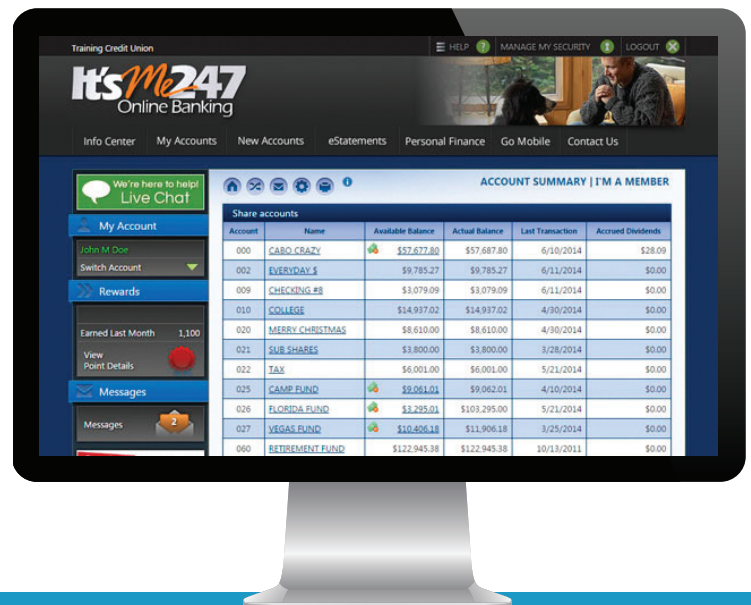 Training Credit Union
HELP ? MANAGE MY SECURITY LOGOUT
It's Me 247
Online Banking
Info Center My Accounts New Accounts eStatements Personal Finance Go Mobile Contact Us
We're here to help!
Live Chat
My Account
John M Doe
Switch Account
Rewards
Earned Last Month 1,100
View
Point Details
Messages
Messages 2
ACCOUNT SUMMARY | I'M A MEMBER
Share accounts
Account Name Available Balance Actual Balance Last Transaction Accrued Dividends
000 CABO CRAZY $57,677.80 $57,687.80 6/10/2014 $28.09
002 EVERYDAY $ $9,785.27 $9,785.27 6/11/2014 $0.00
009 CHECKING #8 $3,079.09 $3,079.09 6/11/2014 $0.00
010 COLLEGE $14,937.02 $14,937.02 4/30/2014 $0.00
020 MERRY CHRISTMAS $8,610.00 $8,610.00 4/30/2014 $0.00
021 SUB SHARES $3,800.00 $3,800.00 3/28/2014 $0.00
022 TAX $6,001.00 $6,001.00 5/21/2014 $0.00
025 CAMP FUND $9,061.01 $9,062.01 4/10/2014 $0.00
026 FLORIDA FUND $3,295.01 $103,295.00 5/21/2014 $0.00
027 VEGAS FUND $10,406.18 $11,906.18 3/25/2014 $0.00
060 RETIREMENT FUND $122,945.38 $122,945.38 10/13/2011 $0.00